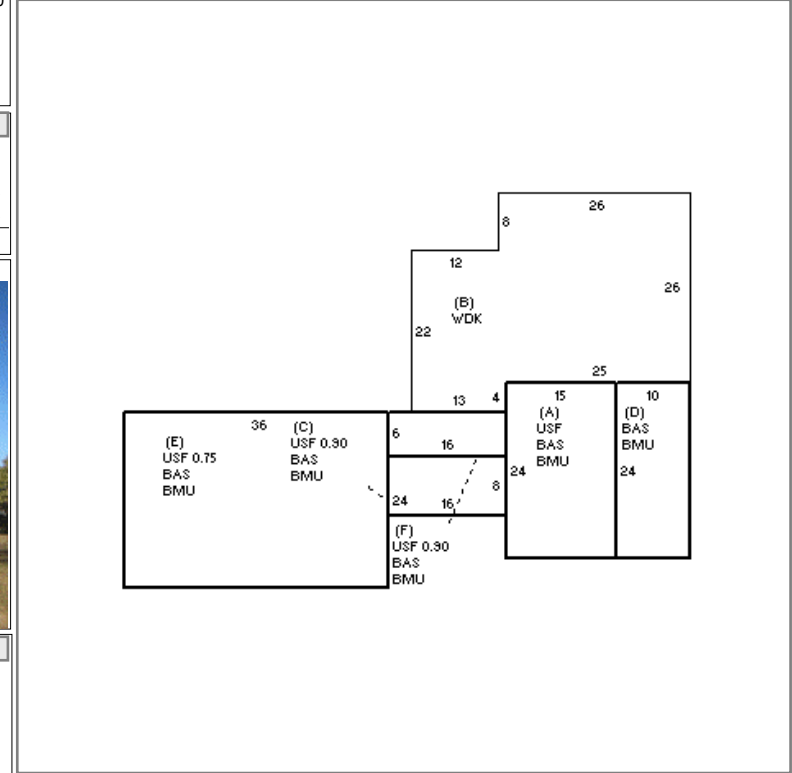 26
8
12
26
(B)
WDK
22
25
13
4
15
10
36
(E)
USF 0.75
BAS
BMU
(C)
USF 0.90
BAS
BMU
6
16
(A)
USF
BAS
BMU
(D)
BAS
BMU
24
24
8
24
16
(F)
USF 0.90
BAS
BMU